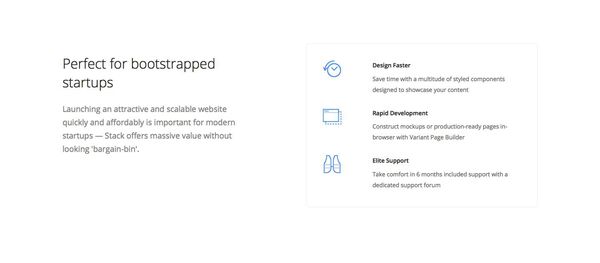 Perfect for bootstrapped
startups
Launching an attractive and scalable website
quickly and affordably is important for modern
startups — Stack offers massive value without
looking 'bargain-bin'.
Design Faster
Save time with a multitude of styled components
designed to showcase your content
Rapid Development
Construct mockups or production-ready pages in-
browser with Variant Page Builder
Elite Support
Take comfort in 6 months included support with a
dedicated support forum